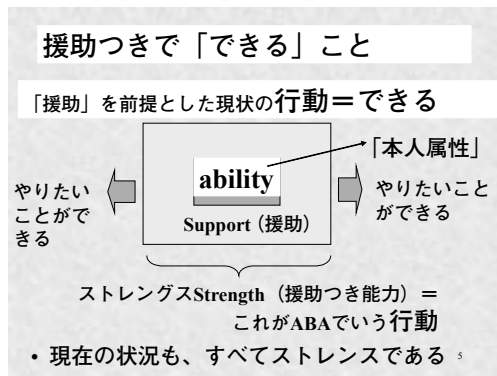 援助つきで「できる」こと
「援助」を前提とした現状の行動＝できる
「本人属性」
ability
やりたい
ことがで
きる
やりたいこと
ができる
Support（援助）
ストレングスStrength（援助つき能力）＝
これがABAでいう行動
• 現在の状況も、すべてストレンスである
5